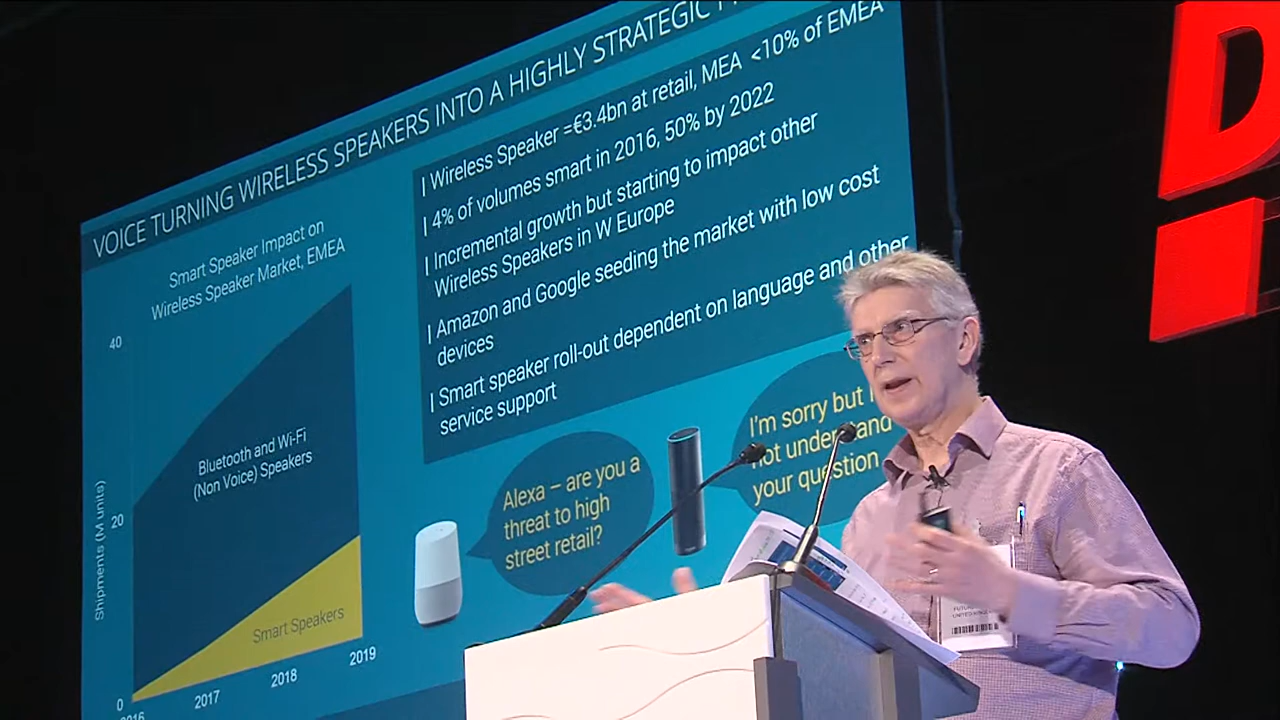 VOICE TURNING WIRELESS SPEAKERS INTO A HIGHLY STRATEGIC
Smart Speaker Impact on
Wireless Speaker Market, EMEA
40
20
0
Shipments (M units)
Bluetooth and Wi-Fi
(Non Voice) Speakers
Smart Speakers
2016
2017
2018
2019
| Wireless Speaker =€3.4bn at retail, MEA <10% of EMEA
| 4% of volumes smart in 2016, 50% by 2022
| Incremental growth but starting to impact other
Wireless Speakers in W Europe
| Amazon and Google seeding the market with low cost
devices
| Smart speaker roll-out dependent on language and other
service support
Alexa – are you a
threat to high
street retail?
I'm sorry but I
not understand
your question
D